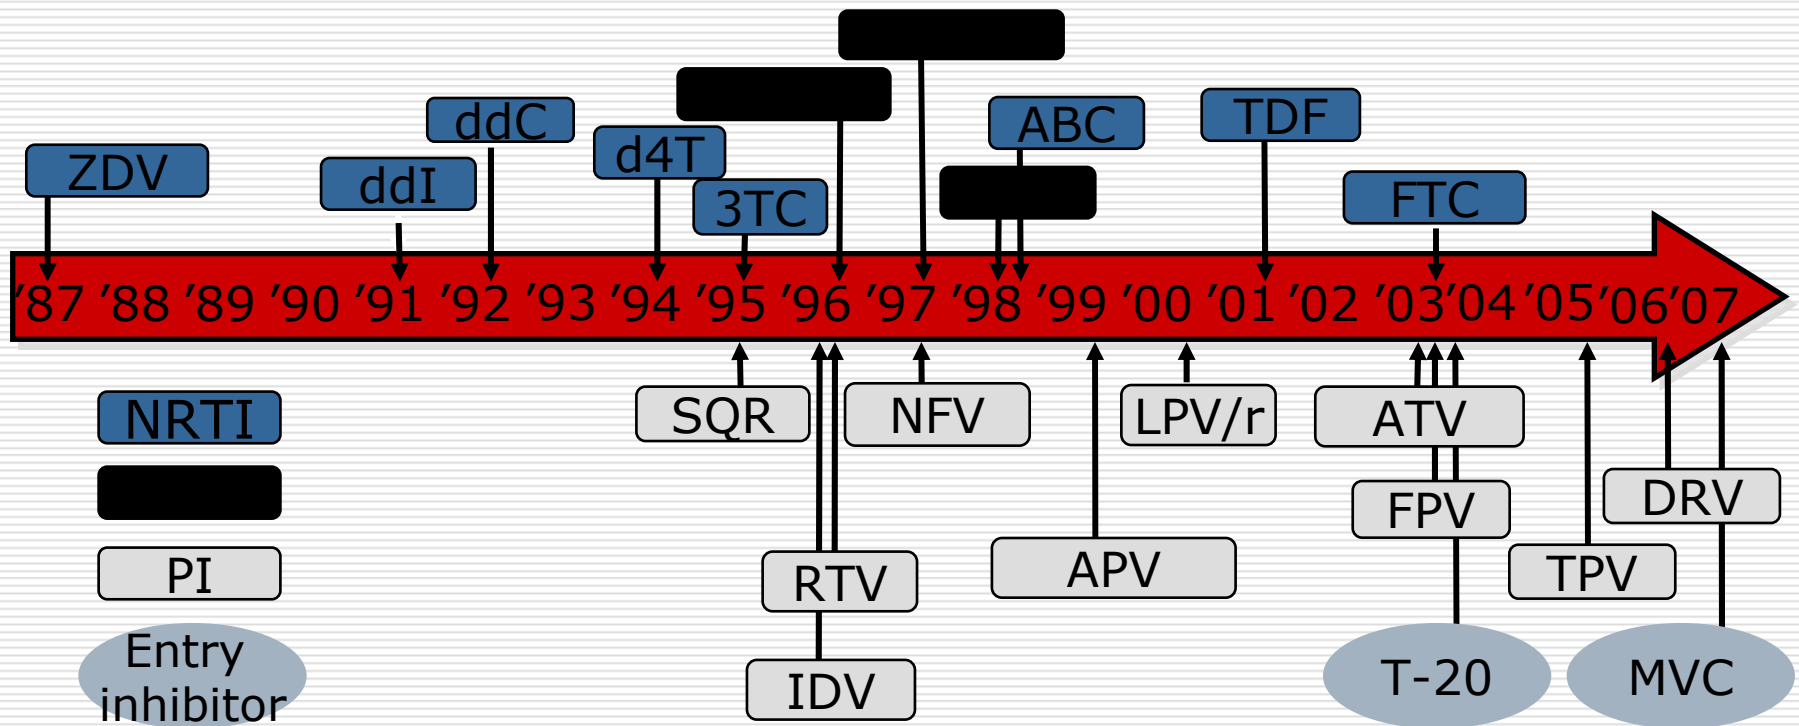 ddC
ABC
TDF
ZDV
ddI
d4T
3TC
FTC
’87 ’88 ’89 ’90 ’91 ’92 ’93 ’94 ’95 ’96 ’97 ’98 ’99 ’00 ’01 ’02 ’03 ’04 ’05 ’06 ’07
SQR
NFV
LPV/r
ATV
FPV
DRV
RTV
APV
TPV
IDV
T-20
MVC
NRTI
PI
Entry
inhibitor